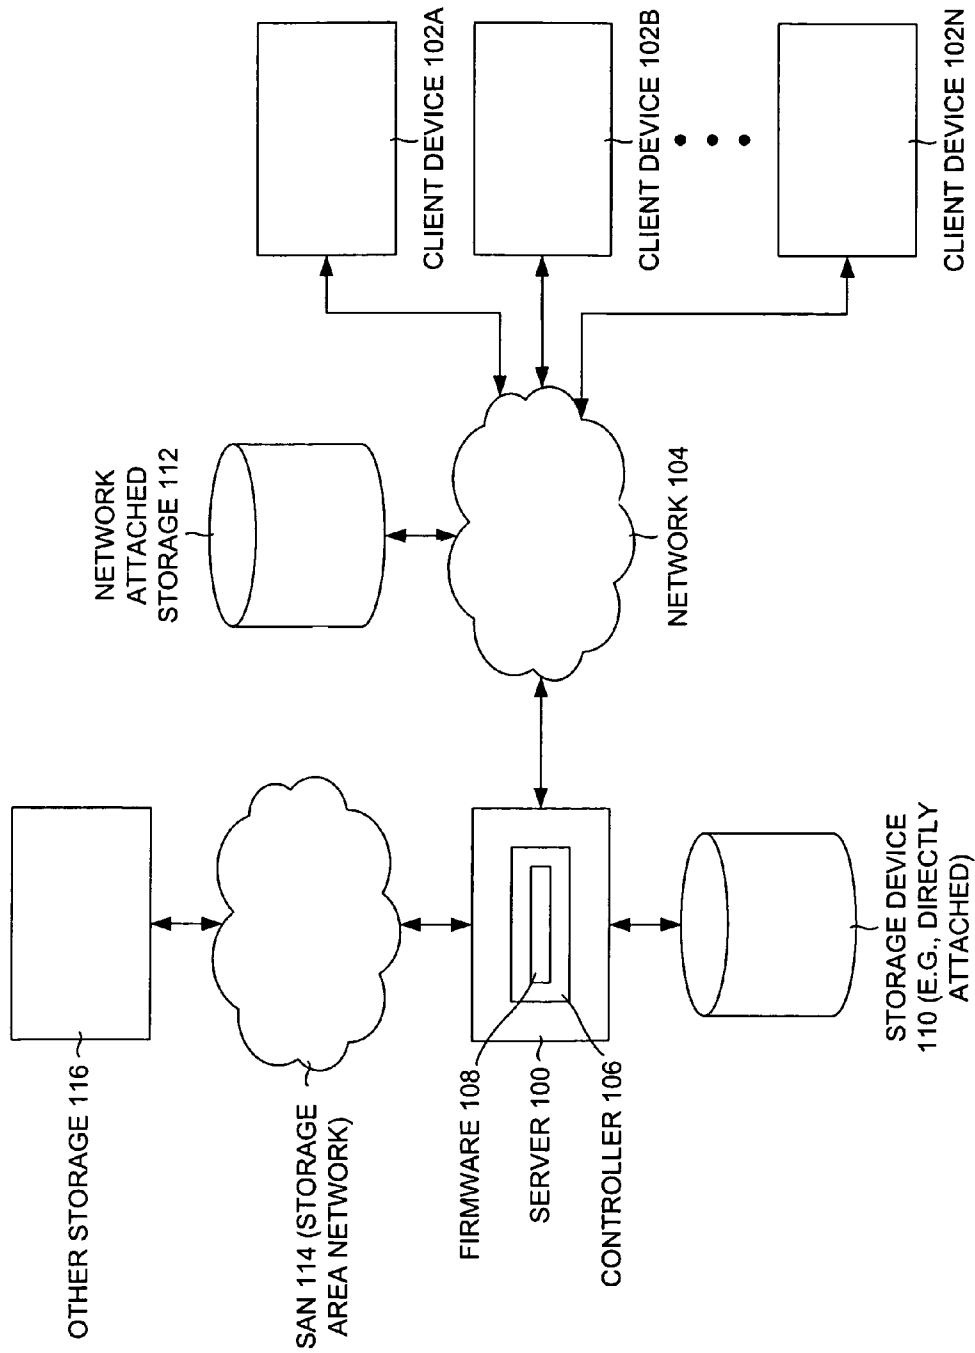 OTHER STORAGE 116
SAN 114 (STORAGE
AREA NETWORK)
FIRMWARE 108
SERVER 100
CONTROLLER 106
STORAGE DEVICE
110 (E.G., DIRECTLY
ATTACHED)
NETWORK
ATTACHED
STORAGE 112
NETWORK 104
CLIENT DEVICE 102A
CLIENT DEVICE 102B
CLIENT DEVICE 102N